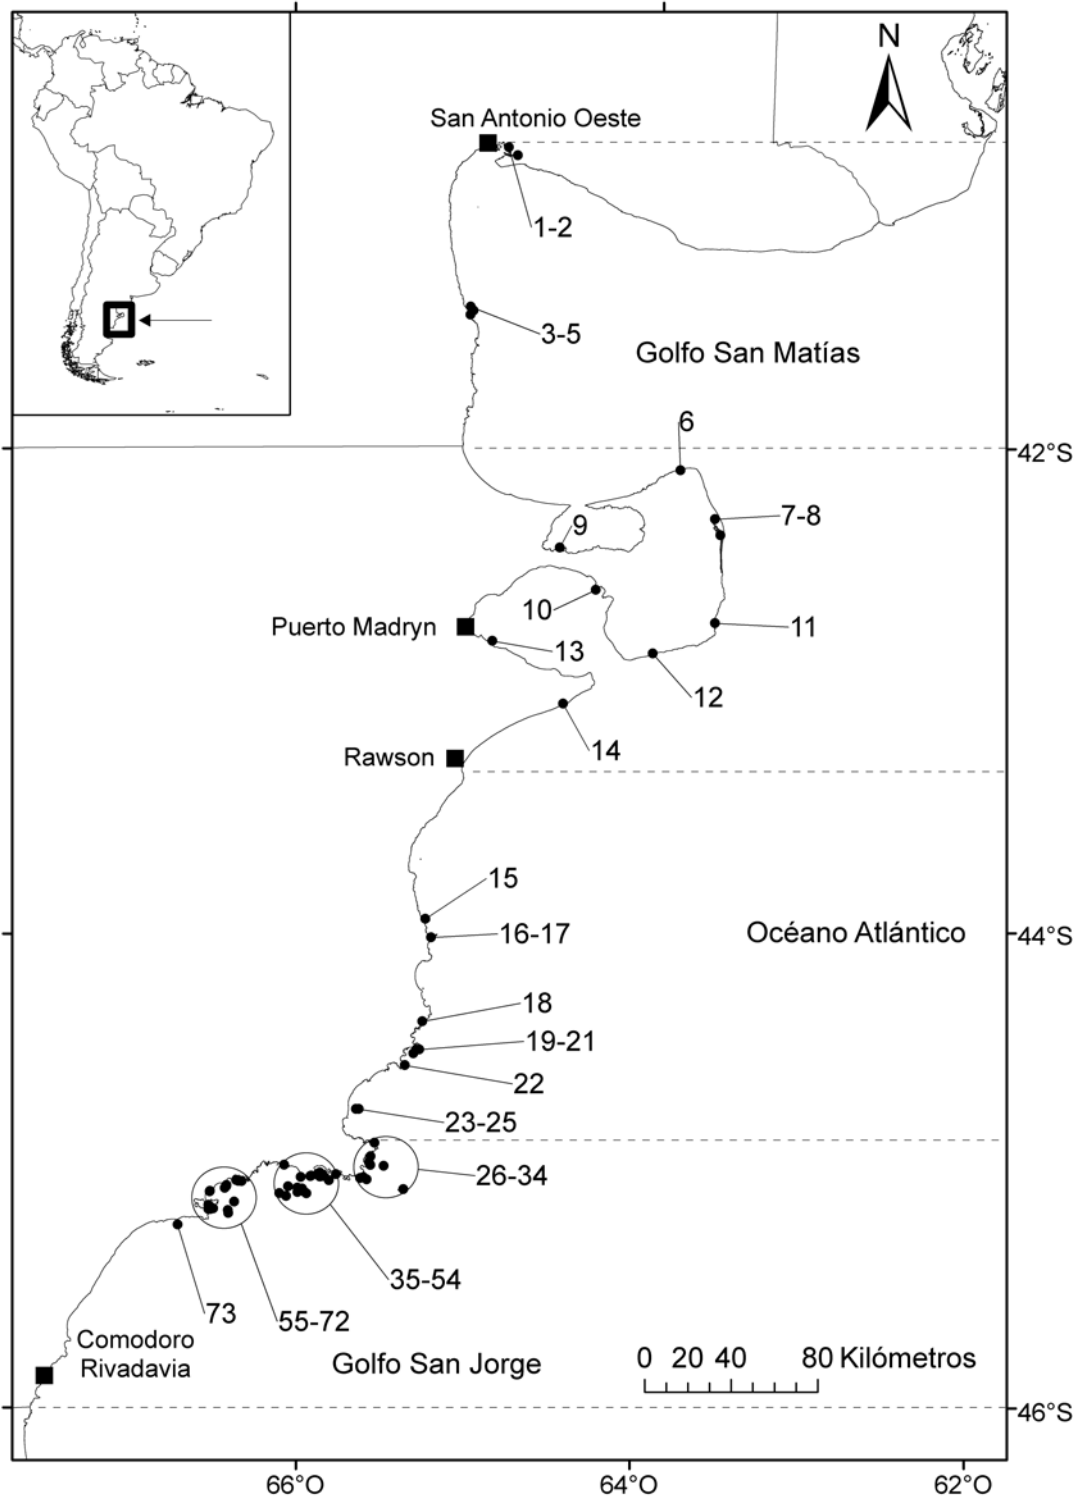 N
San Antonio Oeste
1-2
3-5
Golfo San Matías
6
42°S
7-8
9
10
Puerto Madryn
11
13
12
14
Rawson
15
16-17
Océano Atlántico
44°S
18
19-21
22
23-25
26-34
35-54
73
55-72
Comodoro
Rivadavia
Golfo San Jorge
0 20 40 80 Kilómetros
46°S
66°O
64°O
62°O